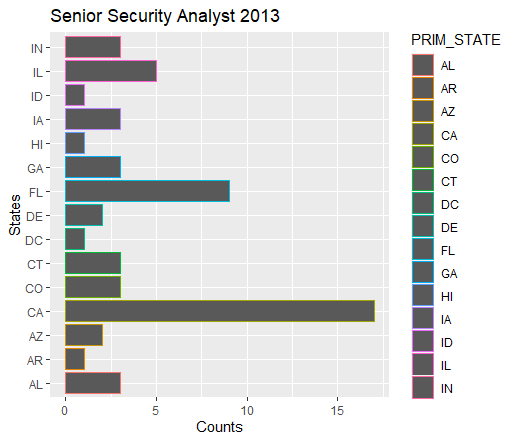 Senior Security Analyst 2013
IN
IL
ID
IA
HI
GA
FL
DE
DC
CT
CO
CA
AZ
AR
AL
States
0 5 10 15
Counts
PRIM_STATE
AL
AR
AZ
CA
CO
CT
DC
DE
FL
GA
HI
IA
ID
IL
IN